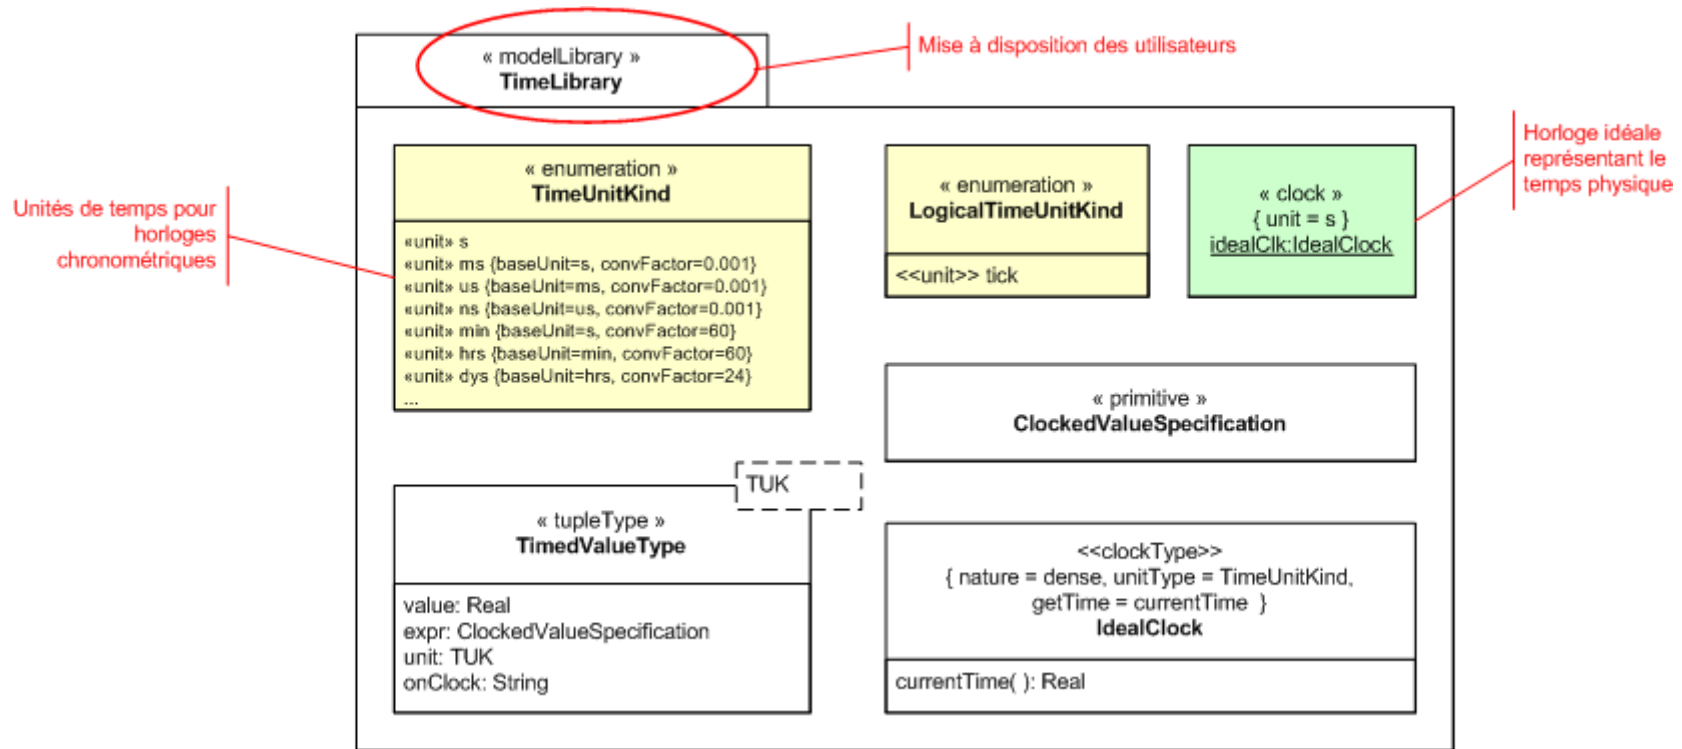 « modelLibrary »
TimeLibrary
Mise à disposition des utilisateurs
Unités de temps pour
horloges
chronométriques
« enumeration »
TimeUnitKind
«unit» s
«unit» ms {baseUnit=s, convFactor=0.001}
«unit» us {baseUnit=ms, convFactor=0.001}
«unit» ns {baseUnit=us, convFactor=0.001}
«unit» min {baseUnit=s, convFactor=60}
«unit» hrs {baseUnit=min, convFactor=60}
«unit» dys {baseUnit=hrs, convFactor=24}
...
« enumeration »
LogicalTimeUnitKind
<<unit>> tick
« clock »
{ unit = s }
idealClk:IdealClock
Horloge idéale
représentant le
temps physique
« primitive »
ClockedValueSpecification
TUK
« tupleType »
TimedValueType
value: Real
expr: ClockedValueSpecification
unit: TUK
onClock: String
<<clockType>>
{ nature = dense, unitType = TimeUnitKind,
getTime = currentTime }
IdealClock
currentTime( ): Real